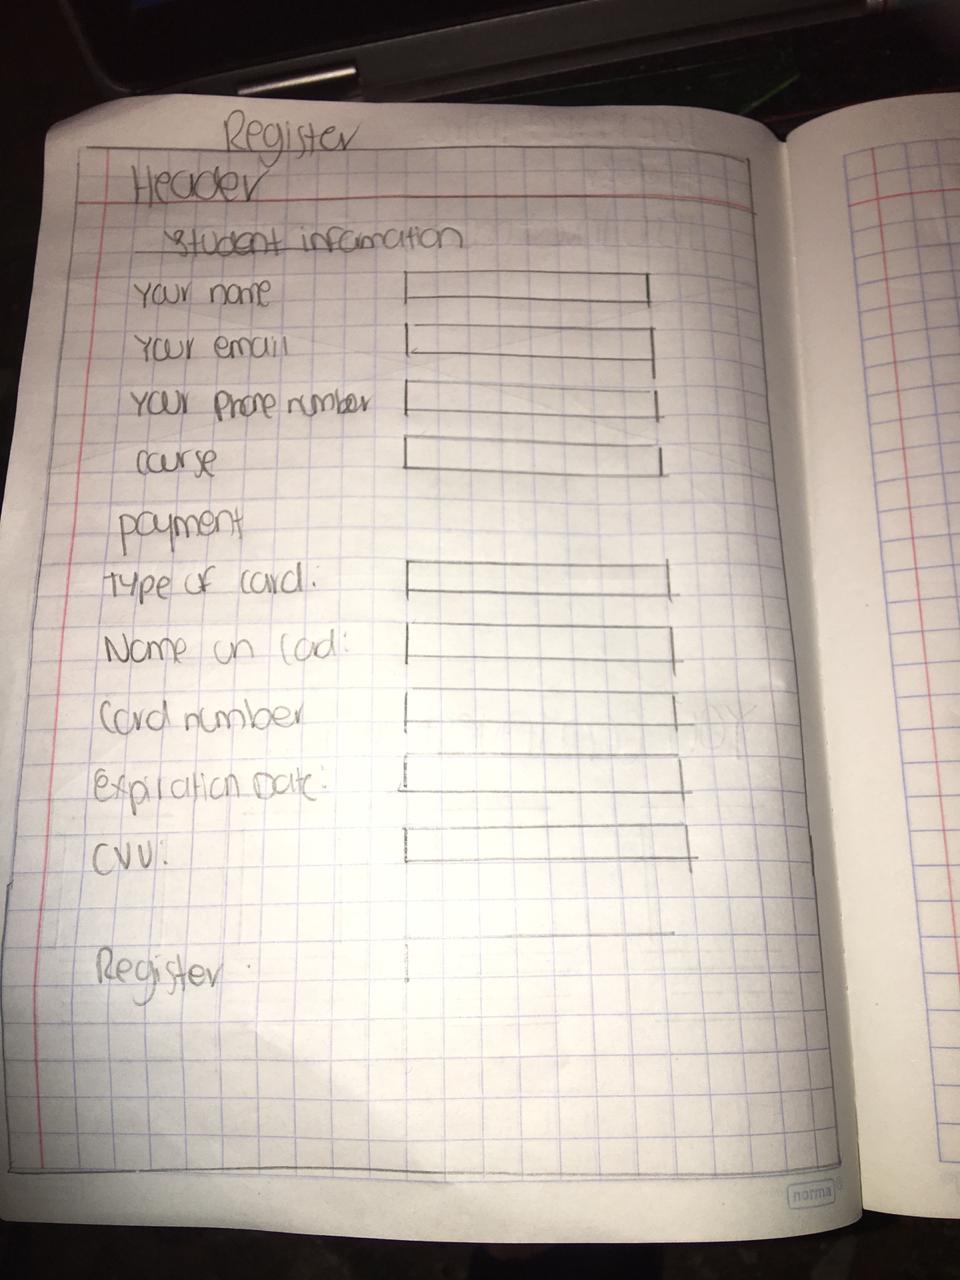 Register
Header
Student information
Your name
Your email
Your phone number
course
payment
Type of card:
Name on Cad:
Card number
Expiration Date:
CVV:
Register
norma